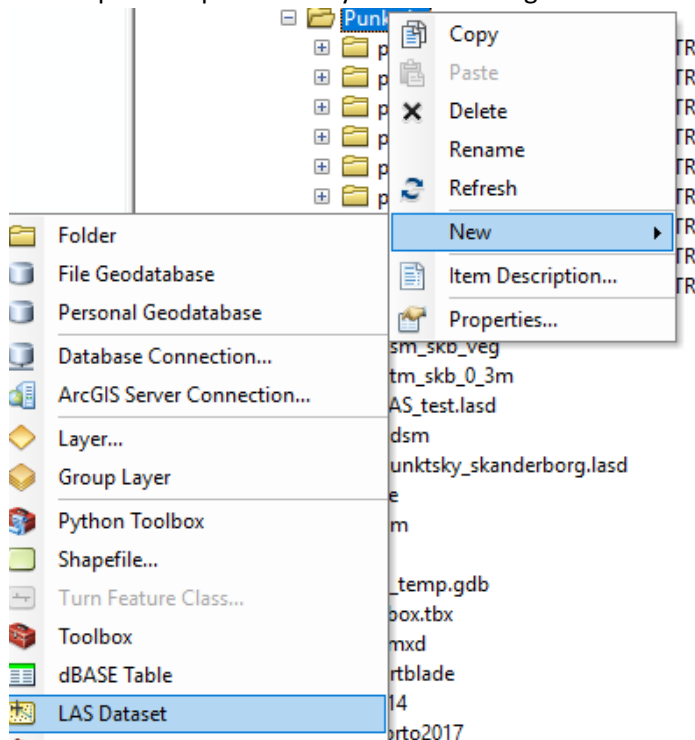 Copy
Paste
Delete
Rename
Refresh
New
Item Description...
Properties...
Folder
File Geodatabase
Personal Geodatabase
Database Connection...
ArcGIS Server Connection...
Layer...
Group Layer
Python Toolbox
Shapefile...
Turn Feature Class...
Toolbox
dBASE Table
LAS Dataset
sm_skb_veg
tm_skb_0_3m
AS_test.lasd
dsm
unktsky_skanderborg.lasd
e
m
_temp.gdb
box.tbx
mxd
rtblade
14
orto2017